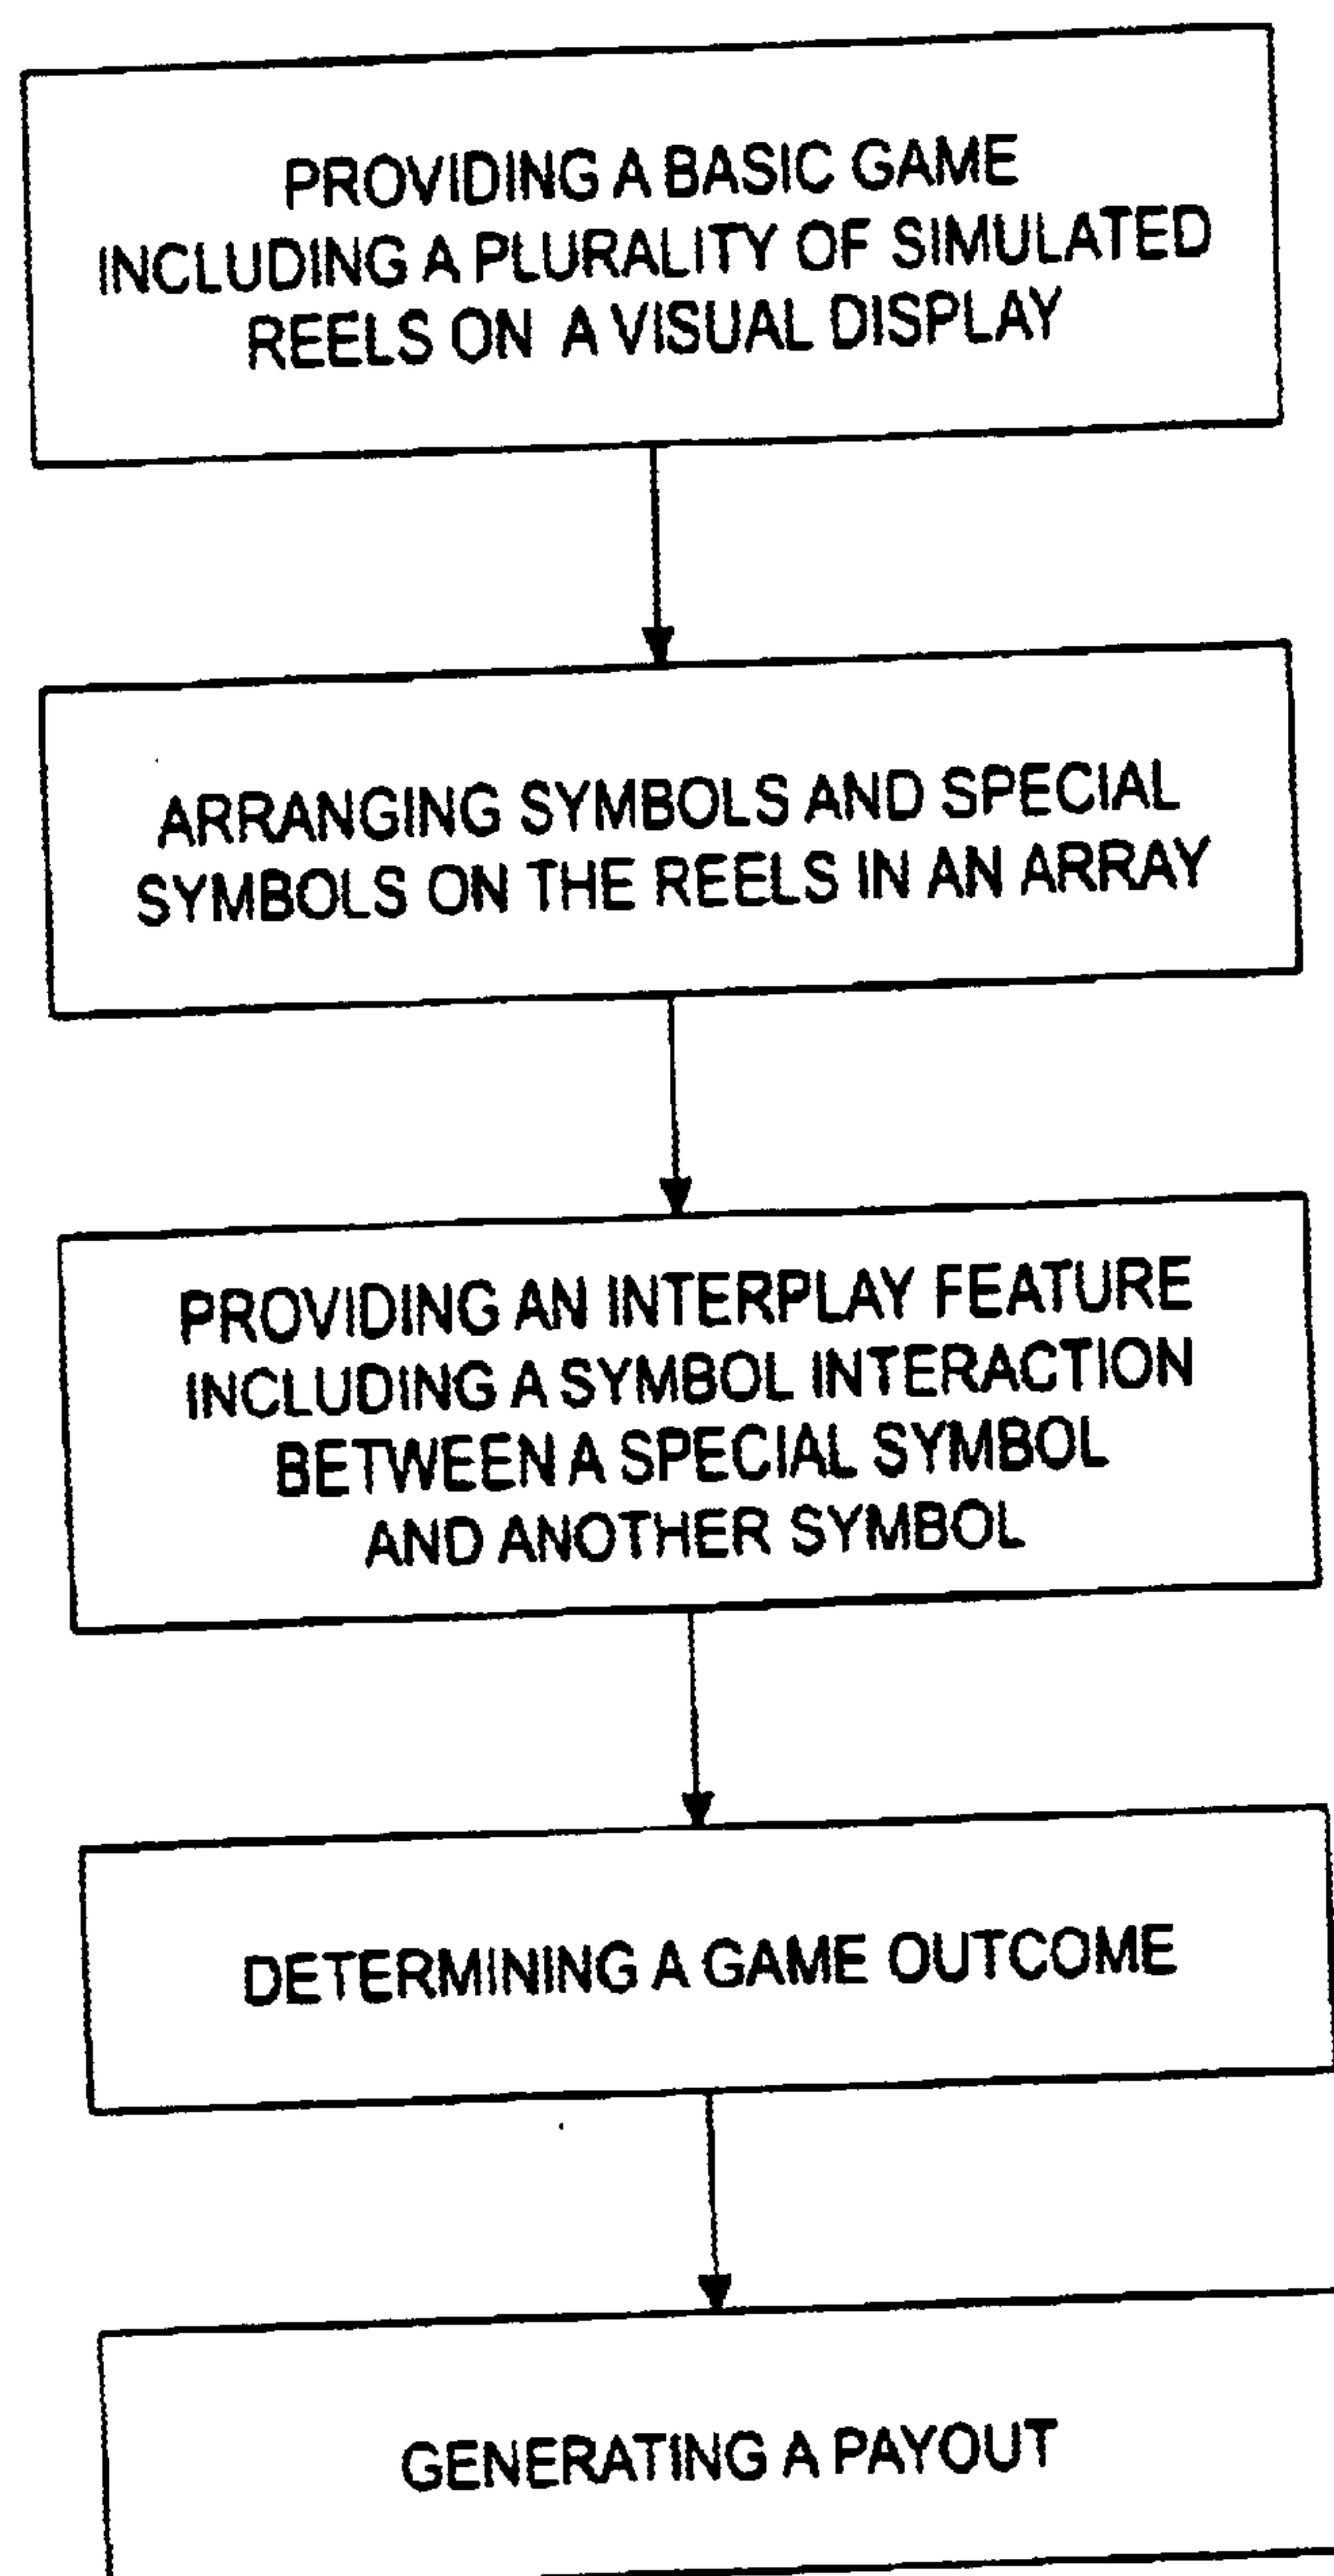 PROVIDING A BASIC GAME
INCLUDING A PLURALITY OF SIMULATED
REELS ON A VISUAL DISPLAY
ARRANGING SYMBOLS AND SPECIAL
SYMBOLS ON THE REELS IN AN ARRAY
PROVIDING AN INTERPLAY FEATURE
INCLUDING A SYMBOL INTERACTION
BETWEEN A SPECIAL SYMBOL
AND ANOTHER SYMBOL
DETERMINING A GAME OUTCOME
GENERATING A PAYOUT